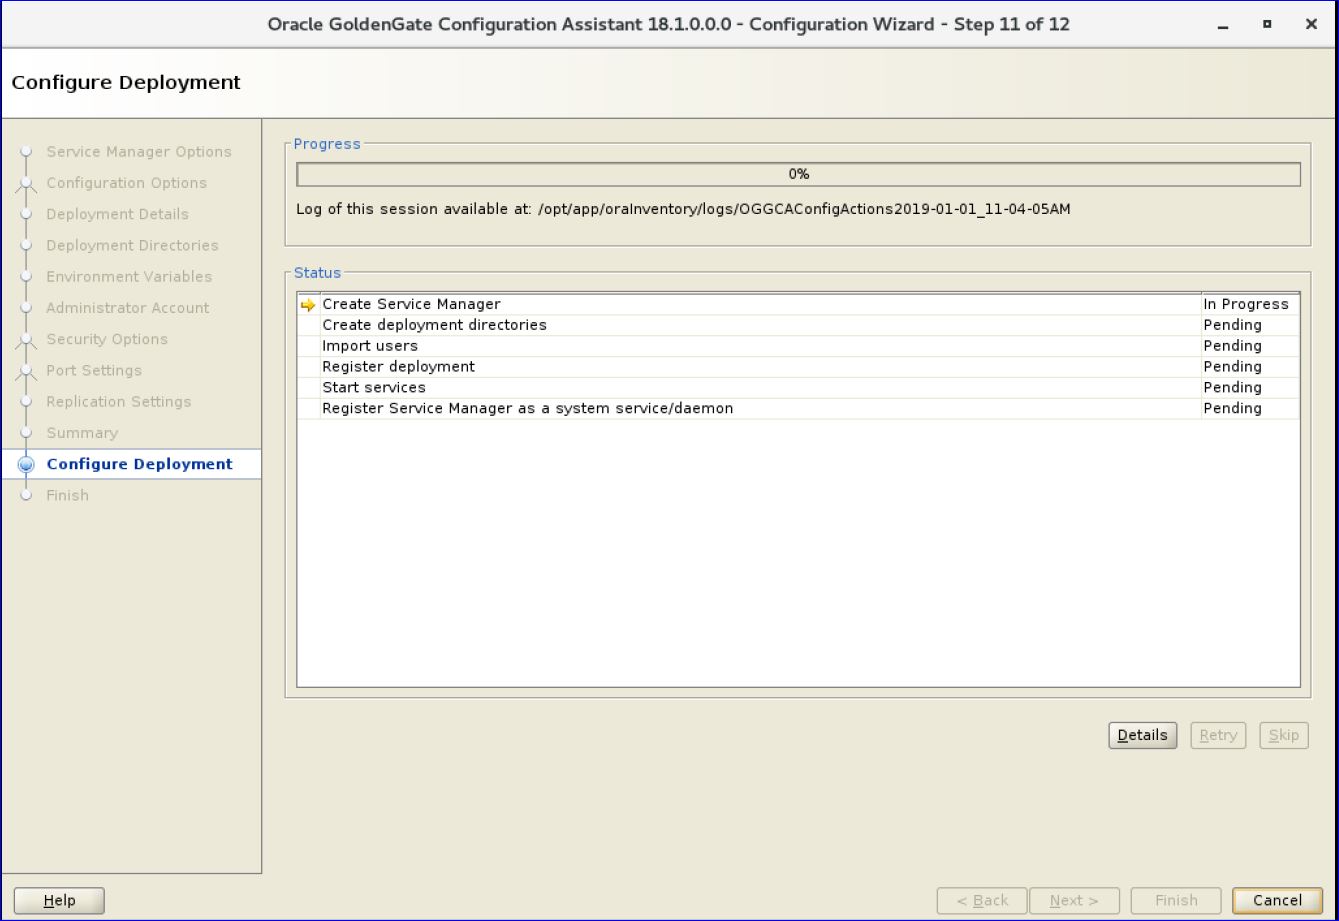 Oracle GoldenGate Configuration Assistant 18.1.0.0.0 - Configuration Wizard - Step 11 of 12
Configure Deployment
Service Manager Options
Configuration Options
Deployment Details
Deployment Directories
Environment Variables
Administrator Account
Security Options
Port Settings
Replication Settings
Summary
Configure Deployment
Finish
Progress
0%
Log of this session available at: /opt/app/oraInventory/logs/OGGCAConfigActions2019-01-01_11-04-05AM
Status
Create Service Manager In Progress
Create deployment directories Pending
Import users Pending
Register deployment Pending
Start services Pending
Register Service Manager as a system service/daemon Pending
Details Retry Skip
Help < Back Next > Finish Cancel